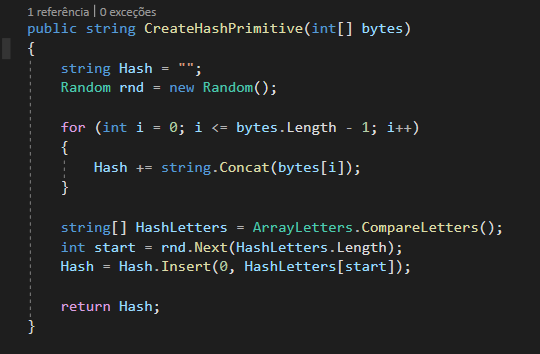 1 referência | 0 exceções
public string CreateHashPrimitive(int[] bytes)
{
    string Hash = "";
    Random rnd = new Random();

    for (int i = 0; i <= bytes.Length - 1; i++)
    {
        Hash += string.Concat(bytes[i]);
    }

    string[] HashLetters = ArrayLetters.CompareLetters();
    int start = rnd.Next(HashLetters.Length);
    Hash = Hash.Insert(0, HashLetters[start]);

    return Hash;
}